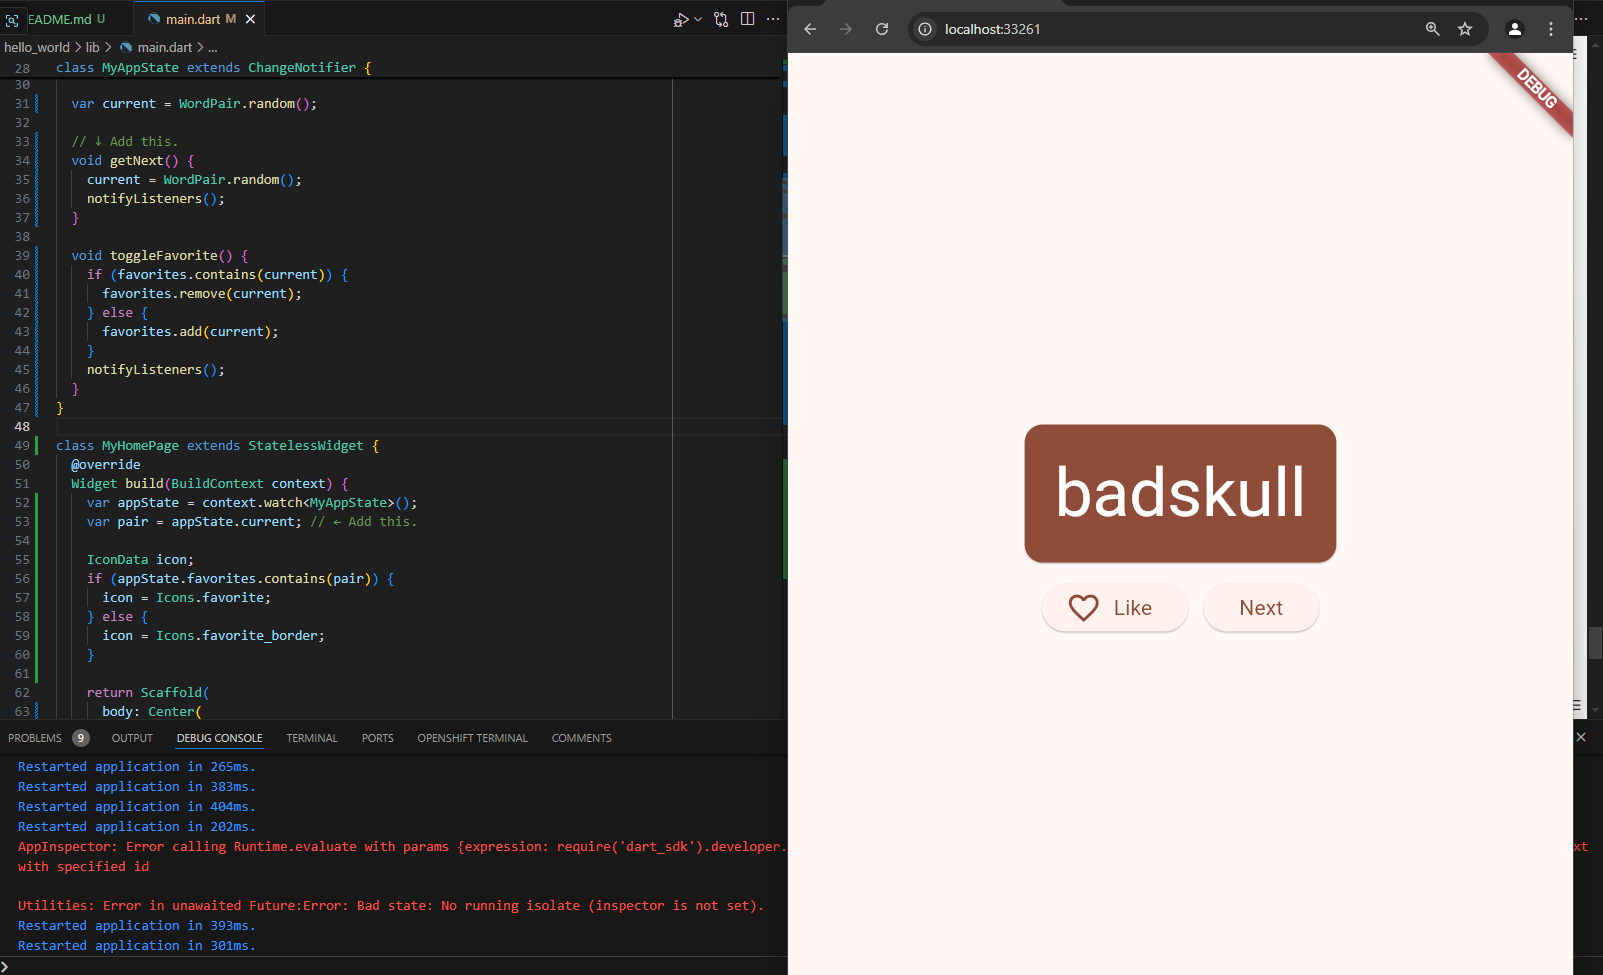 EADME.md U
main.dart M
hello_world > lib > main.dart > ...
28 class MyAppState extends ChangeNotifier {
30
31 var current = WordPair.random();
32
33 // ↓ Add this.
34 void getNext() {
35 current = WordPair.random();
36 notifyListeners();
37 }
38
39 void toggleFavorite() {
40 if (favorites.contains(current)) {
41 favorites.remove(current);
42 } else {
43 favorites.add(current);
44 }
45 notifyListeners();
46 }
47 }
48
49 class MyHomePage extends StatelessWidget {
50 @override
51 Widget build(BuildContext context) {
52 var appState = context.watch<MyAppState>();
53 var pair = appState.current; // ← Add this.
54
55 IconData icon;
56 if (appState.favorites.contains(pair)) {
57 icon = Icons.favorite;
58 } else {
59 icon = Icons.favorite_border;
60 }
61
62 return Scaffold(
63 body: Center(
PROBLEMS 9 OUTPUT DEBUG CONSOLE TERMINAL PORTS OPENSHIFT TERMINAL COMMENTS
Restarted application in 265ms.
Restarted application in 383ms.
Restarted application in 404ms.
Restarted application in 202ms.
AppInspector: Error calling Runtime.evaluate with params {expression: require('dart_sdk').developer. xt
with specified id
Utilities: Error in unawaited Future:Error: Bad state: No running isolate (inspector is not set).
Restarted application in 393ms.
Restarted application in 301ms.
localhost:33261
DEBUG
badskull
Like
Next